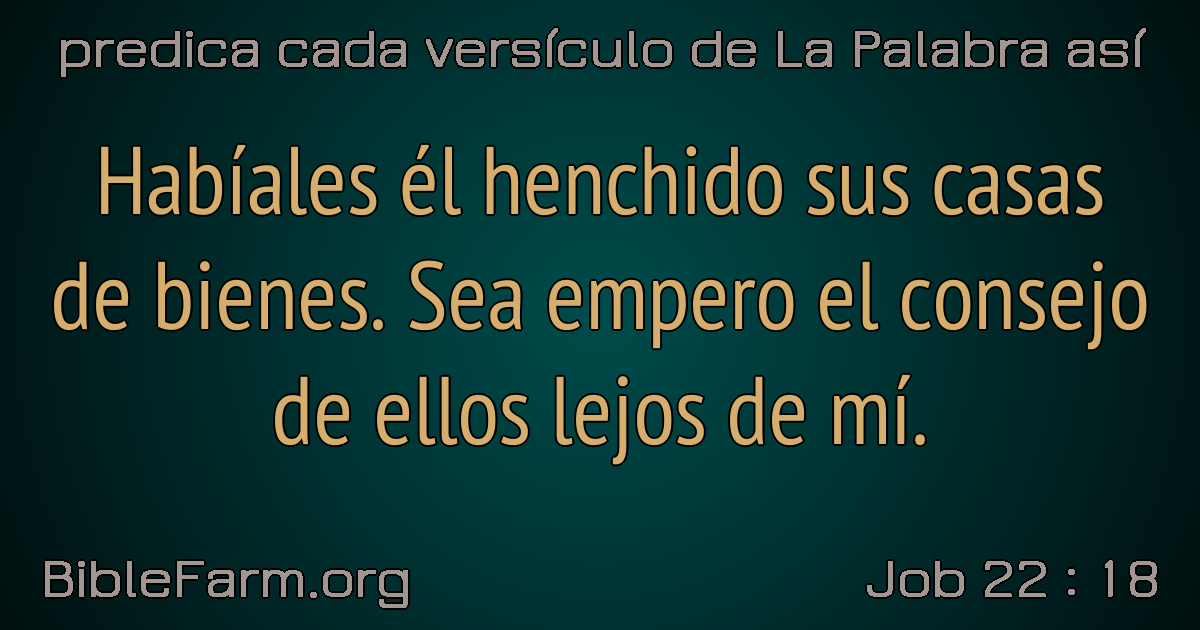 predica cada versículo de La Palabra así
Habíales él henchido sus casas
de bienes. Sea empero el consejo
de ellos lejos de mí.
BibleFarm.org
Job 22 : 18